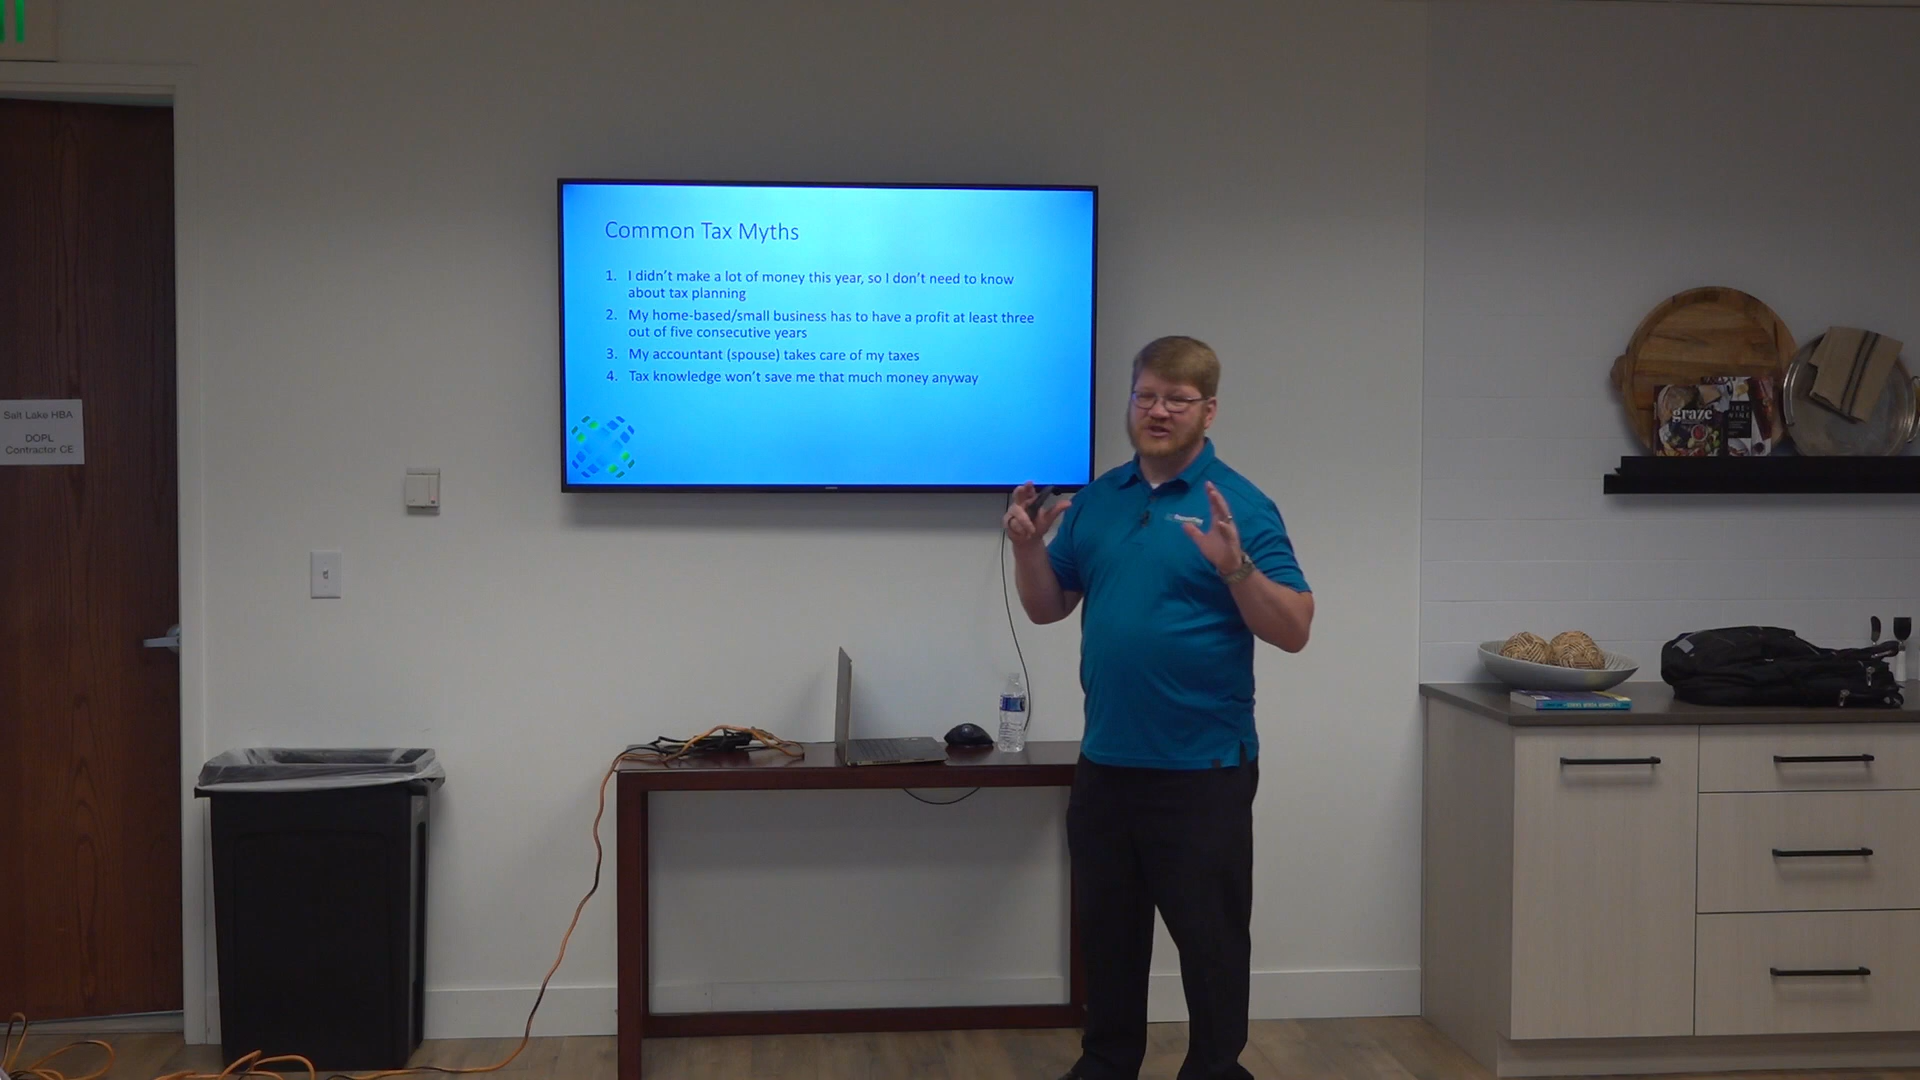 Common Tax Myths
1. I didn't make a lot of money this year, so I don't need to know
about tax planning
2. My home-based/small business has to have a profit at least three
out of five consecutive years
3. My accountant (spouse) takes care of my taxes
4. Tax knowledge won't save me that much money anyway
Salt Lake HBA
DOPL
Contractor CE
graze